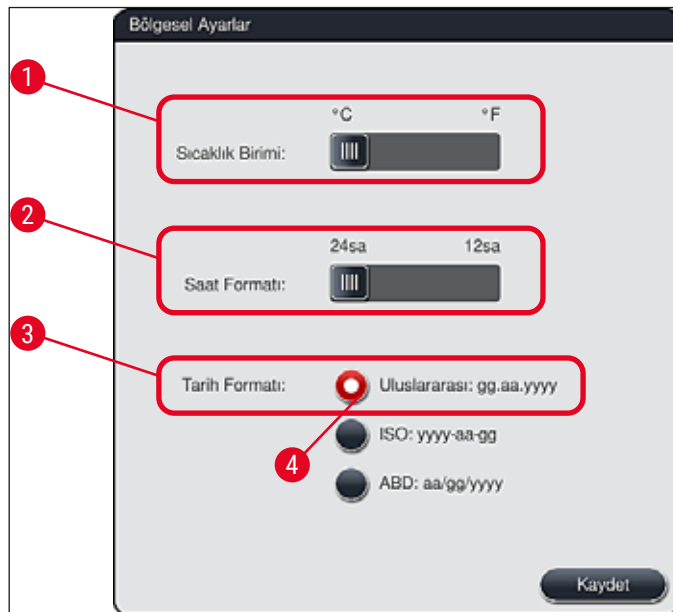 Bölgesel Ayarlar
1
°C °F
Sıcaklık Birimi:
2
24sa 12sa
Saat Formatı:
3
Tarih Formatı: Uluslararası: gg.aa.yyyy
4
ISO: yyyy-aa-gg
ABD: aa/gg/yyyy
Kaydet